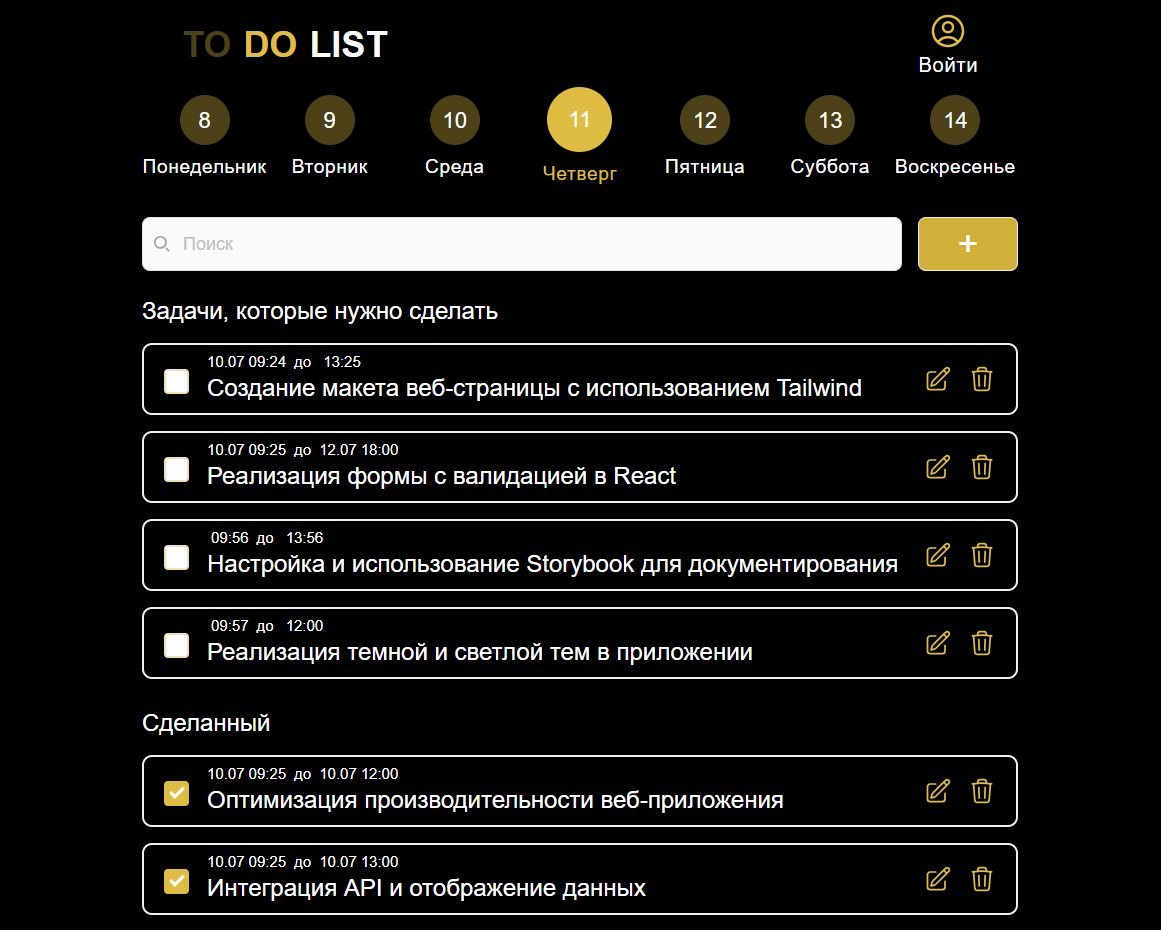 TO DO LIST
Войти
8 9 10 11 12 13 14
Понедельник Вторник Среда Четверг Пятница Суббота Воскресенье
Поиск
+
Задачи, которые нужно сделать
10.07 09:24 до 13:25
Создание макета веб-страницы с использованием Tailwind
10.07 09:25 до 12.07 18:00
Реализация формы с валидацией в React
09:56 до 13:56
Настройка и использование Storybook для документирования
09:57 до 12:00
Реализация темной и светлой тем в приложении
Сделанный
10.07 09:25 до 10.07 12:00
Оптимизация производительности веб-приложения
10.07 09:25 до 10.07 13:00
Интеграция API и отображение данных